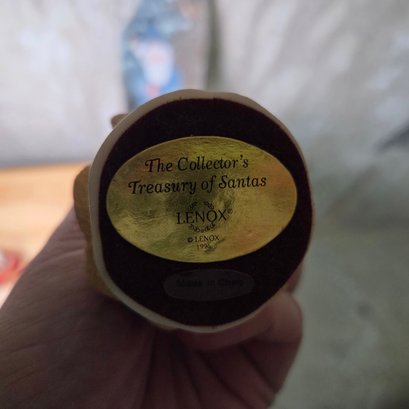 The Collector's
Treasury of Santas
LENOX®
© LENOX
Made in China